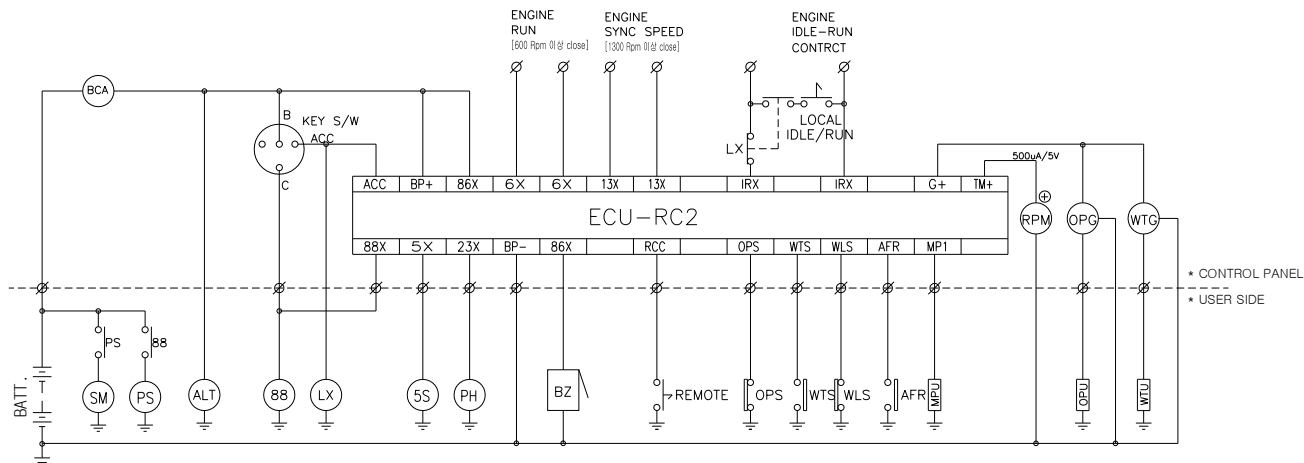 ENGINE
RUN
[600 Rpm 이상 close]
ENGINE
SYNC SPEED
[1300 Rpm 이상 close]
ENGINE
IDLE-RUN
CONTRCT
BCA
B
KEY S/W
ACC
C
LX
LOCAL
IDLE/RUN
500uA/5V
ACC BP+ 86X 6X 6X 13X 13X IRX IRX G+ TM+
ECU-RC2
88X 5X 23X BP- 86X RCC OPS WTS WLS AFR MP1
RPM
OPG
WTG
* CONTROL PANEL
* USER SIDE
PS
88
BATT.
SM
PS
ALT
88
LX
5S
PH
BZ
REMOTE
OPS
WTS
WLS
AFR
MPU
OPU
WTU